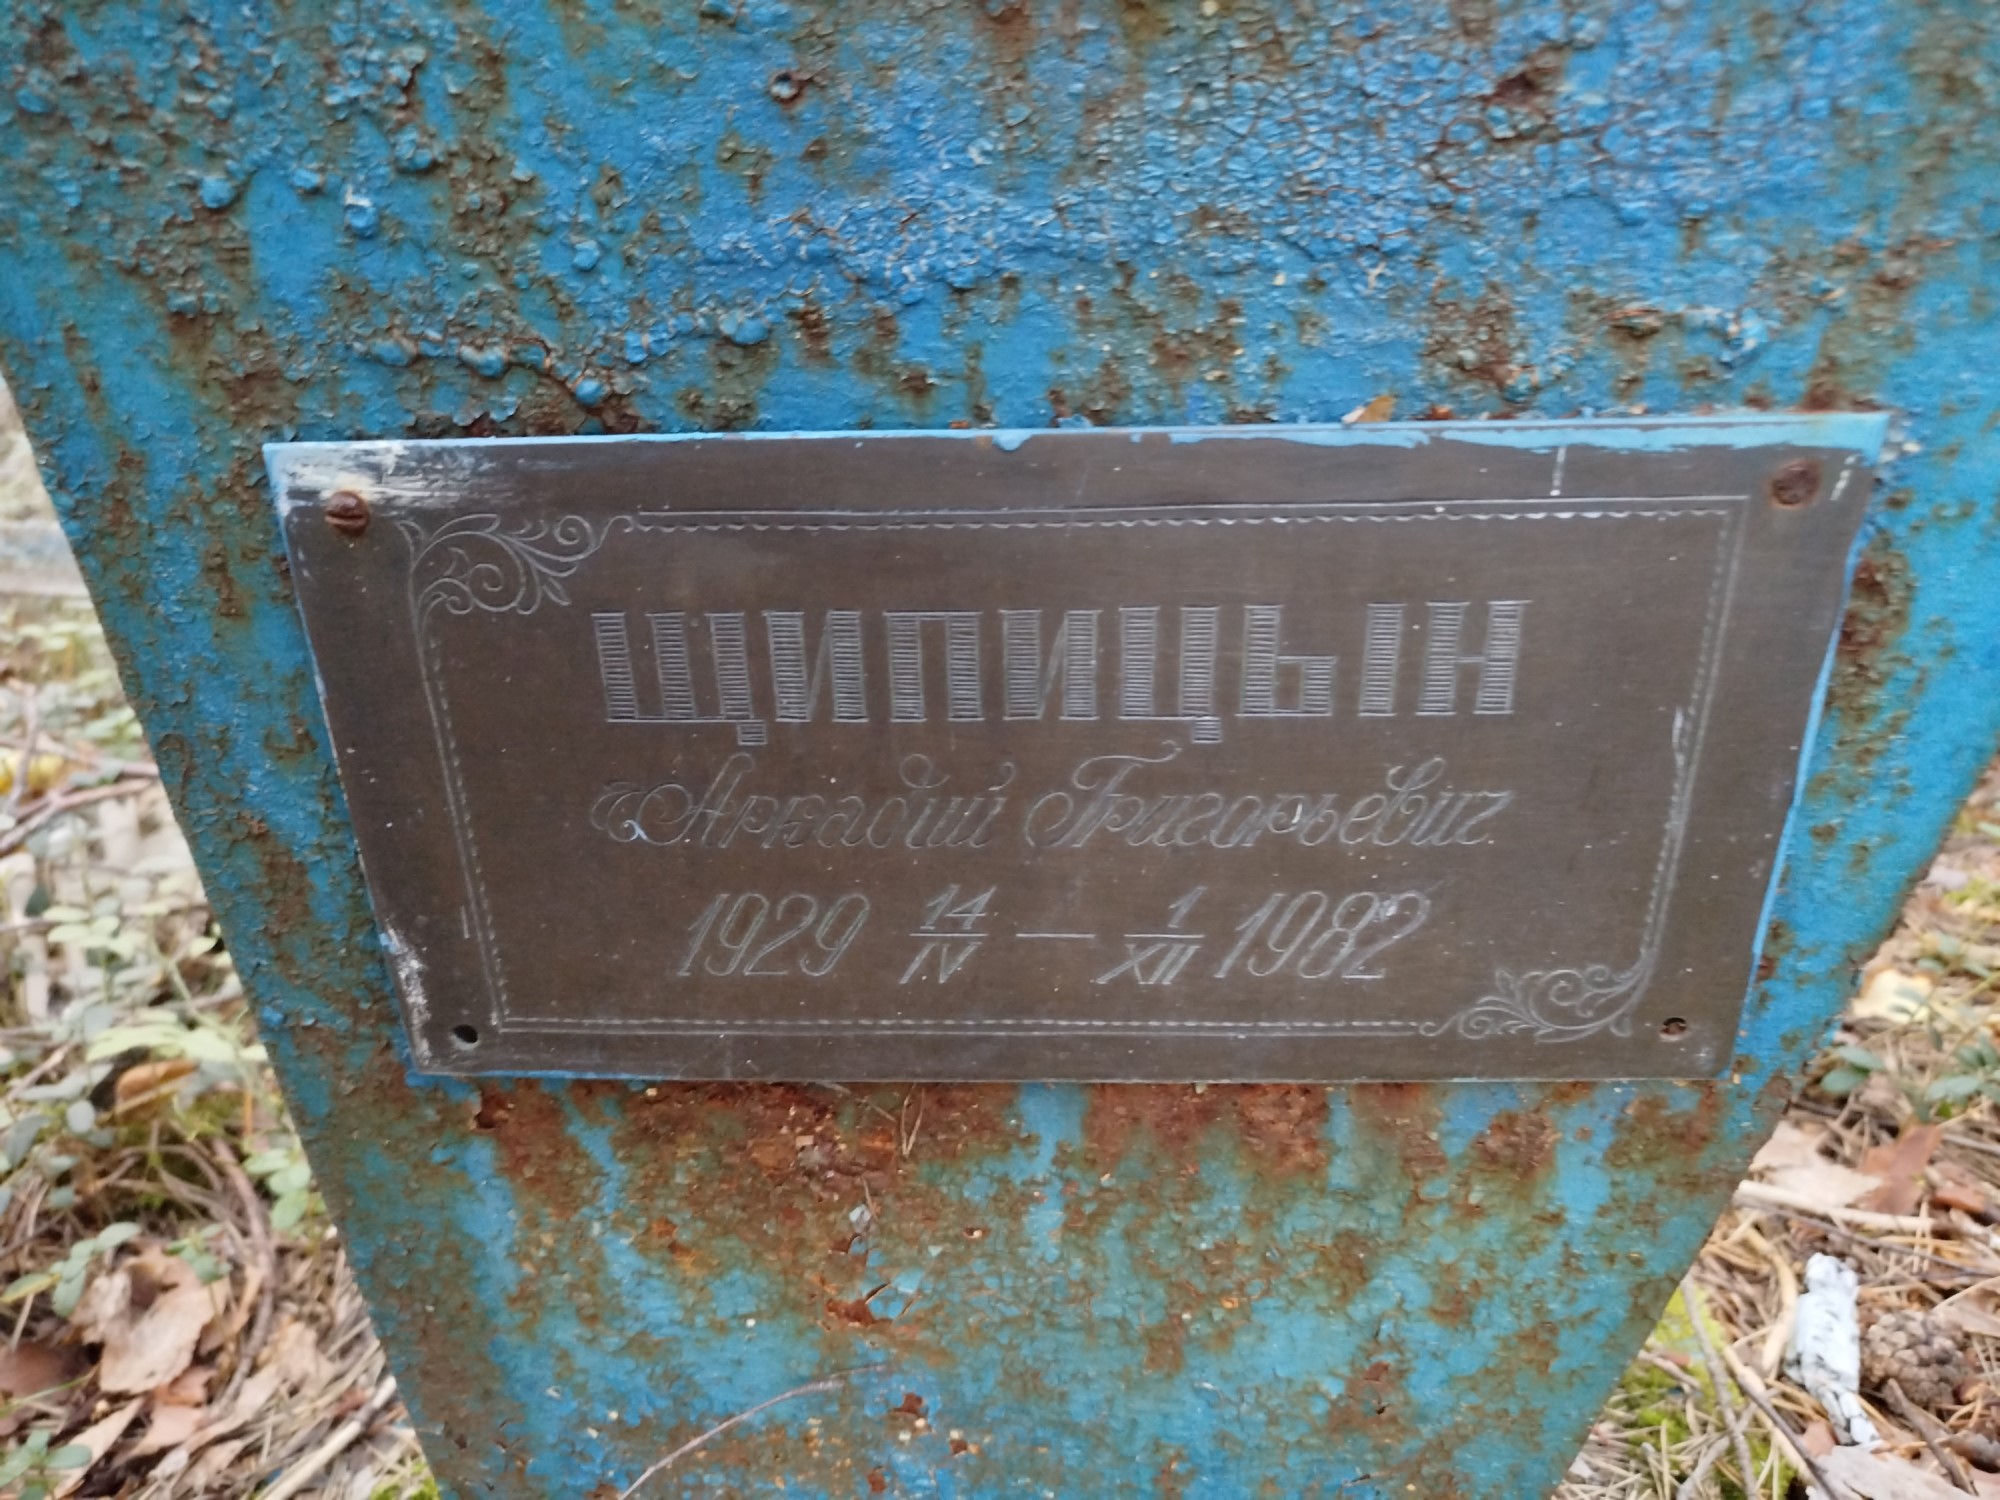 ЩИПИЦЫН
Аркадий Григорьевич
1929 14/IV — 1/XII 1982